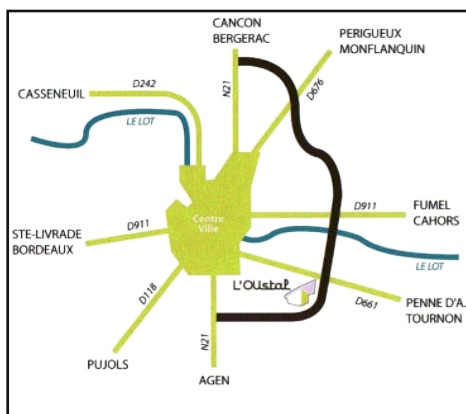 CANCON
BERGERAC
PERIGUEUX
MONFLANQUIN
D242
CASSENEUIL
N21
D676
LE LOT
Centre
Ville
D911
FUMEL
CAHORS
D911
STE-LIVRADE
BORDEAUX
LE LOT
L'OUstal
D661
PENNE D'A.
TOURNON
D118
N21
PUJOLS
AGEN